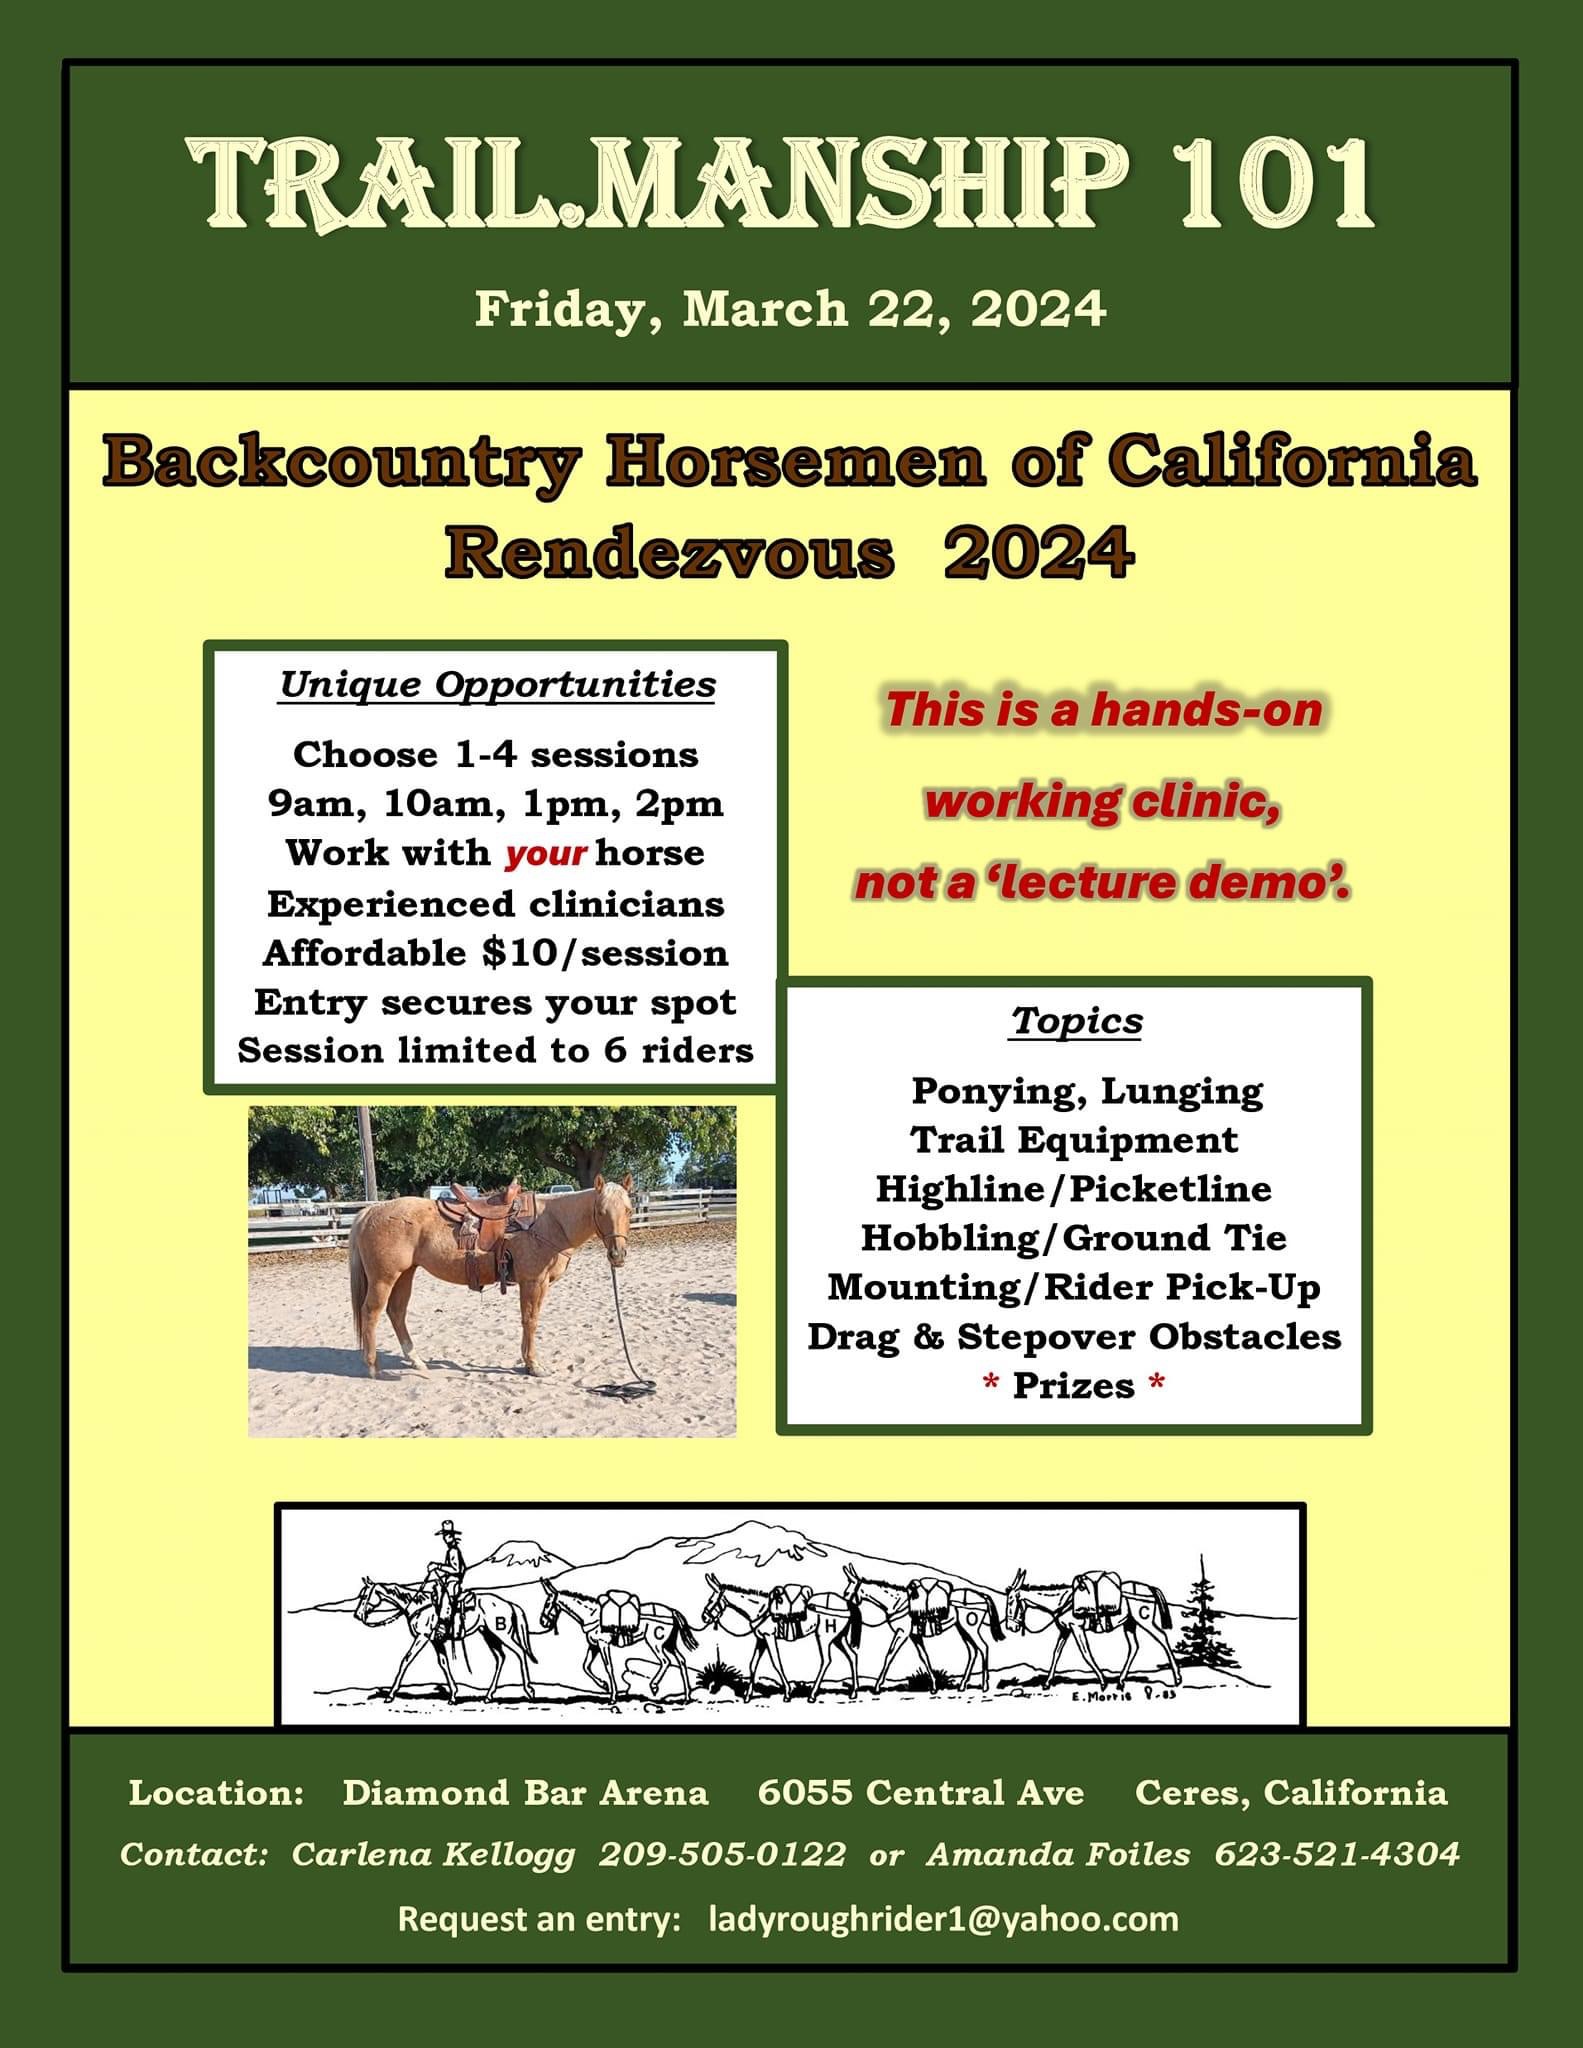 TRAIL.MANSHIP 101
Friday, March 22, 2024
Backcountry Horsemen of California
Rendezvous 2024
Unique Opportunities
Choose 1-4 sessions
9am, 10am, 1pm, 2pm
Work with your horse
Experienced clinicians
Affordable $10/session
Entry secures your spot
Session limited to 6 riders
This is a hands-on
working clinic,
not a ‘lecture demo’.
Topics
Ponying, Lunging
Trail Equipment
Highline/Picketline
Hobbling/Ground Tie
Mounting/Rider Pick-Up
Drag & Stepover Obstacles
* Prizes *
B C H O C
E. Morris
Location: Diamond Bar Arena 6055 Central Ave Ceres, California
Contact: Carlena Kellogg 209-505-0122 or Amanda Foiles 623-521-4304
Request an entry: ladyroughrider1@yahoo.com